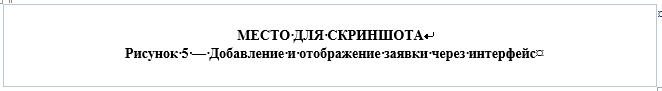 МЕСТО ДЛЯ СКРИНШОТА
Рисунок 5 — Добавление и отображение заявки через интерфейс